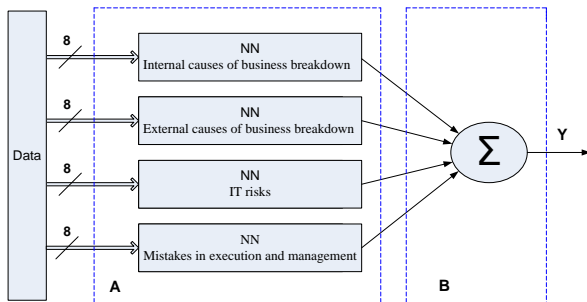 Data
8
NN
Internal causes of business breakdown
8
NN
External causes of business breakdown
8
NN
IT risks
8
NN
Mistakes in execution and management
A
Σ
Y
B